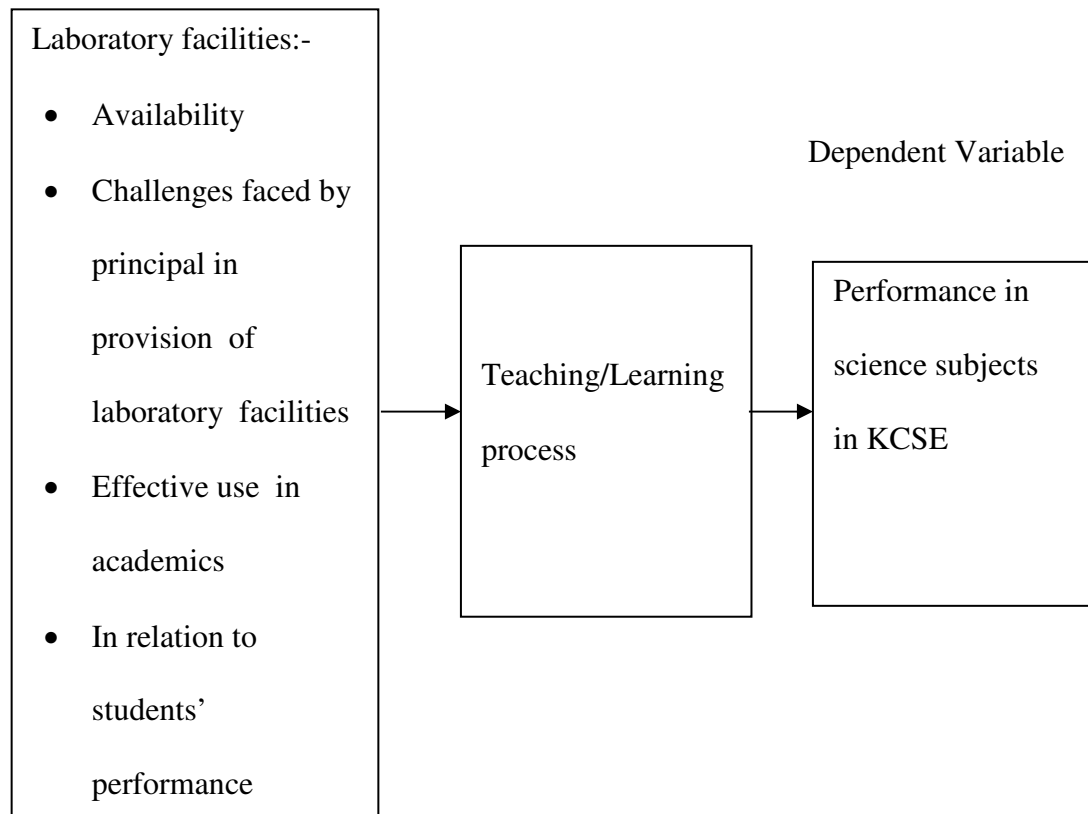 Laboratory facilities:-
• Availability
• Challenges faced by
principal in
provision of
laboratory facilities
• Effective use in
academics
• In relation to
students’
performance
Teaching/Learning
process
Dependent Variable
Performance in
science subjects
in KCSE